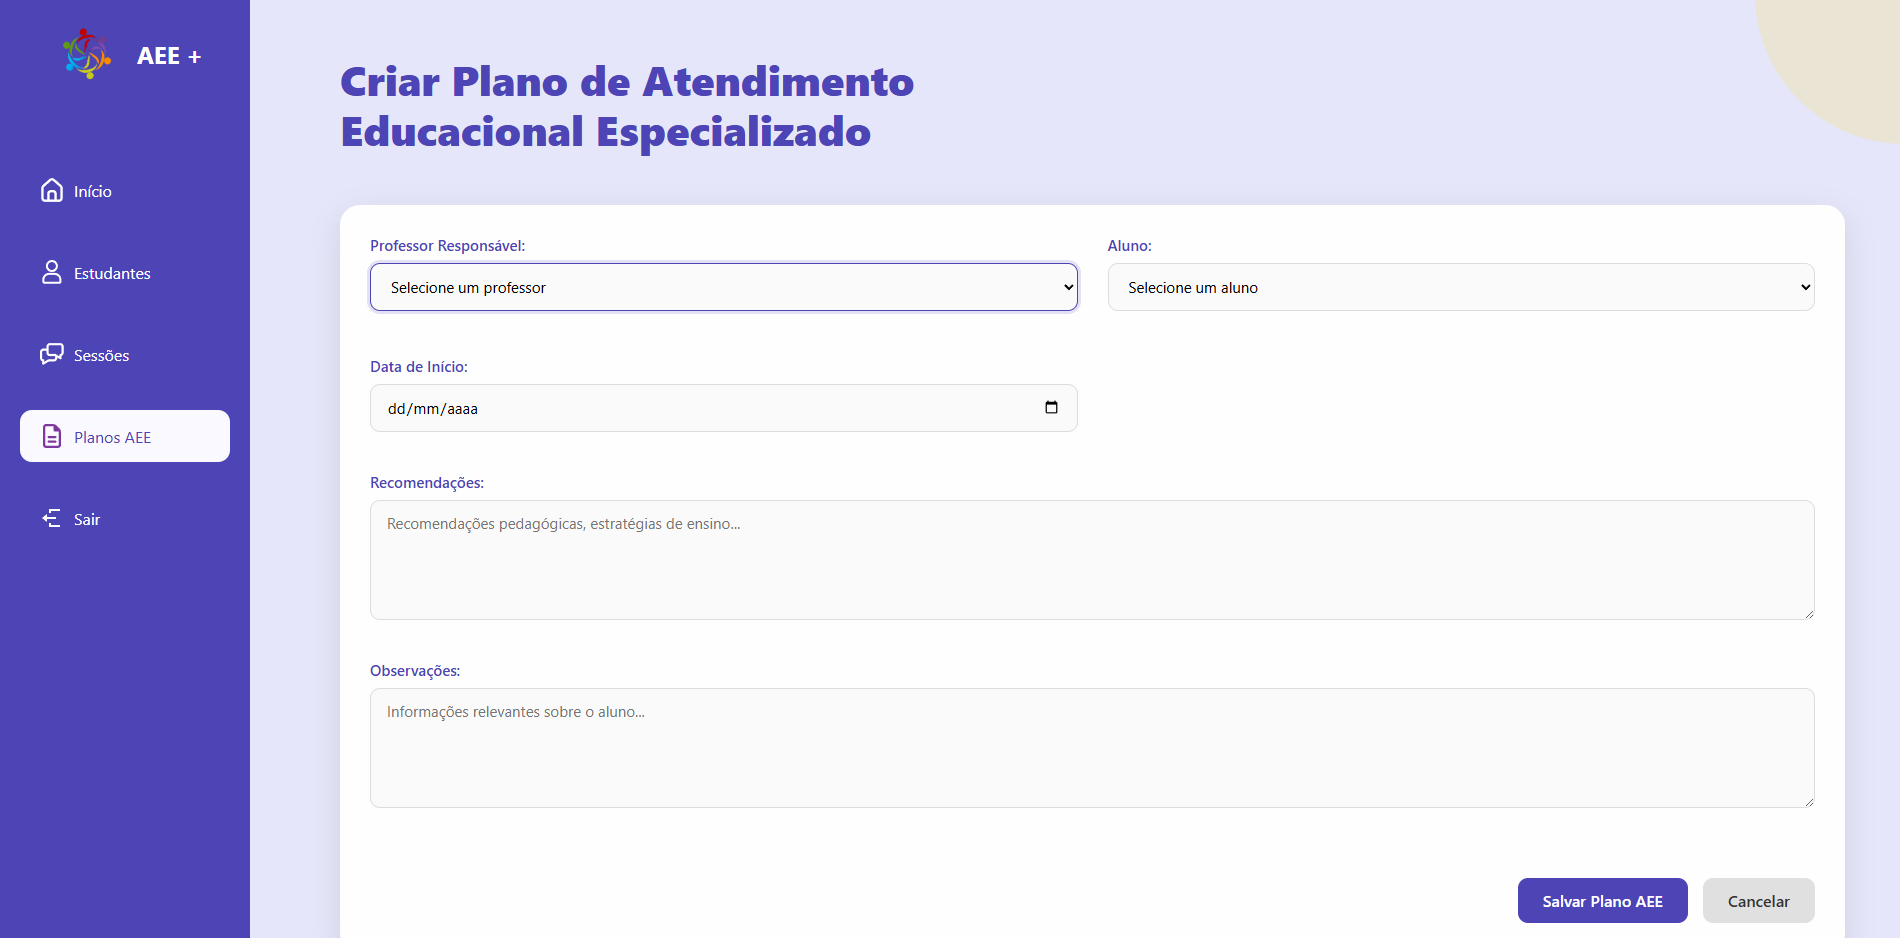 AEE +
Início
Estudantes
Sessões
Planos AEE
Sair
Criar Plano de Atendimento
Educacional Especializado
Professor Responsável:
Selecione um professor
Aluno:
Selecione um aluno
Data de Início:
dd/mm/aaaa
Recomendações:
Recomendações pedagógicas, estratégias de ensino...
Observações:
Informações relevantes sobre o aluno...
Salvar Plano AEE
Cancelar